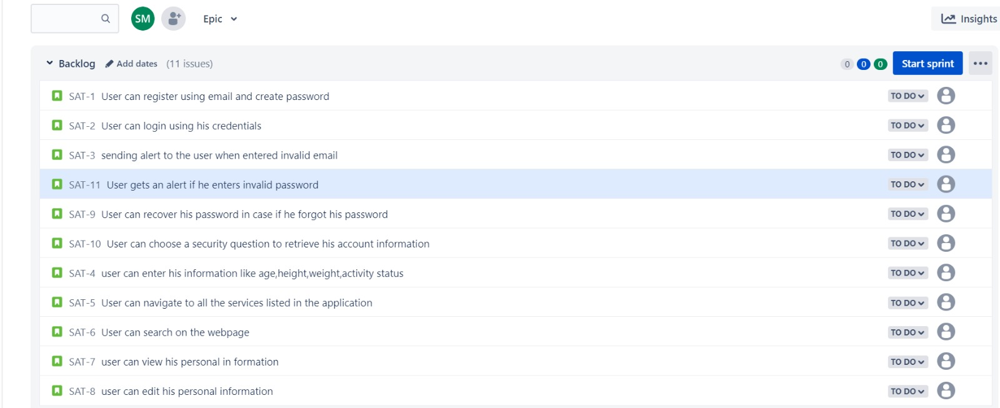 SM Epic Insights
Backlog Add dates (11 issues) 0 0 0 Start sprint
SAT-1 User can register using email and create password TO DO
SAT-2 User can login using his credentials TO DO
SAT-3 sending alert to the user when entered invalid email TO DO
SAT-11 User gets an alert if he enters invalid password TO DO
SAT-9 User can recover his password in case if he forgot his password TO DO
SAT-10 User can choose a security question to retrieve his account information TO DO
SAT-4 user can enter his information like age,height,weight,activity status TO DO
SAT-5 User can navigate to all the services listed in the application TO DO
SAT-6 User can search on the webpage TO DO
SAT-7 user can view his personal in formation TO DO
SAT-8 user can edit his personal information TO DO